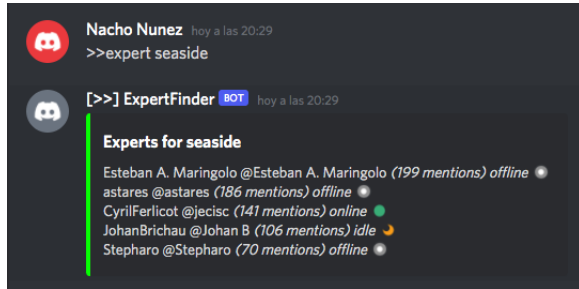 Nacho Nunez hoy a las 20:29
>>expert seaside
[>>] ExpertFinder BOT hoy a las 20:29
Experts for seaside
Esteban A. Maringolo @Esteban A. Maringolo (199 mentions) offline
astares @astares (186 mentions) offline
CyrilFerlicot @jecisc (141 mentions) online
JohanBrichau @Johan B (106 mentions) idle
Stepharo @Stepharo (70 mentions) offline